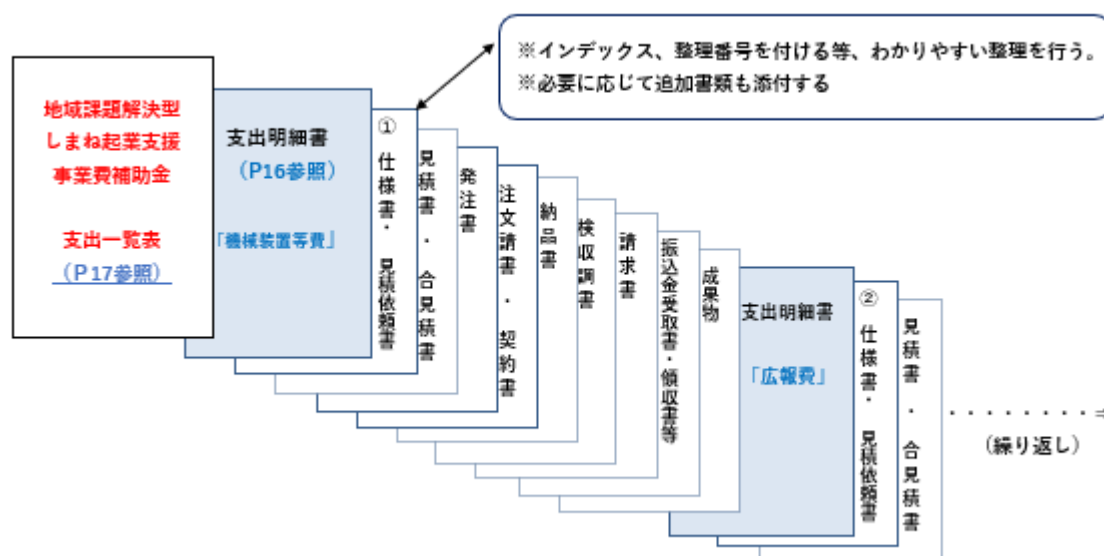 ※インデックス、整理番号を付ける等、わかりやすい整理を行う。
※必要に応じて追加書類も添付する
地域課題解決型
しまね起業支援
事業費補助金
支出一覧表
（P17参照）
支出明細書
（P16参照）
「機械装置等費」
① 仕様書・見積依頼書
見積書・合見積書
発注書
注文請書・契約書
納品書
検収調書
請求書
振込金受取書・領収書等
成果物
支出明細書
「広報費」
② 仕様書・見積依頼書
見積書・合見積書
・・・・・・・・→
（繰り返し）